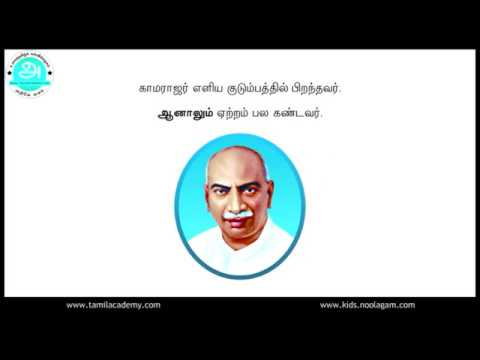 அ
காமராஜர் எளிய குடும்பத்தில் பிறந்தவர்.
ஆனாலும் ஏற்றம் பல கண்டவர்.
www.tamilacademy.com
www.kids.noolagam.com